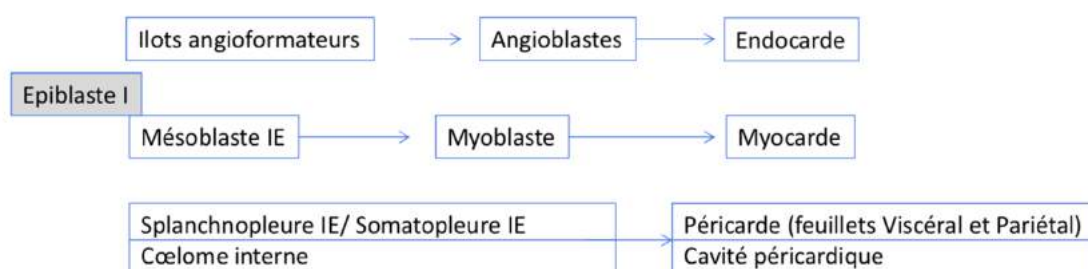 Ilots angioformateurs Angioblastes Endocarde
Epiblaste I
Mésoblaste IE Myoblaste Myocarde
Splanchnopleure IE/ Somatopleure IE Péricarde (feuillets Viscéral et Pariétal)
Cœlome interne Cavité péricardique